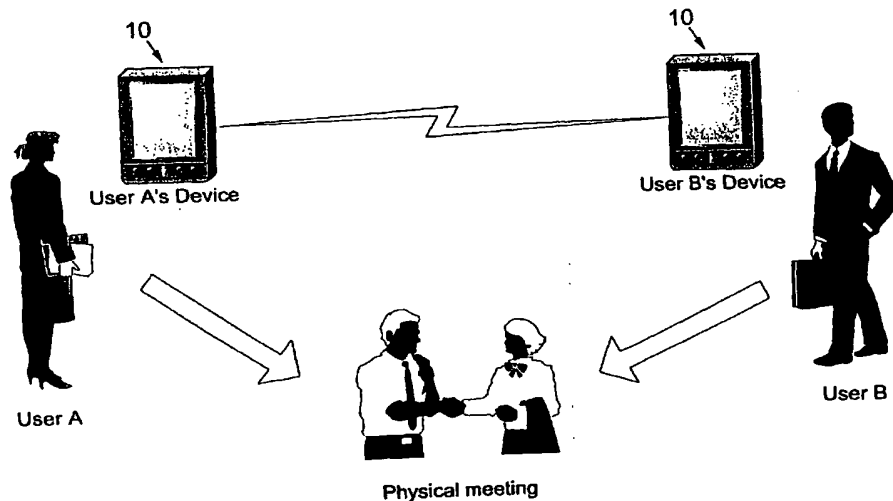 10
10
User A's Device
User B's Device
User A
User B
Physical meeting